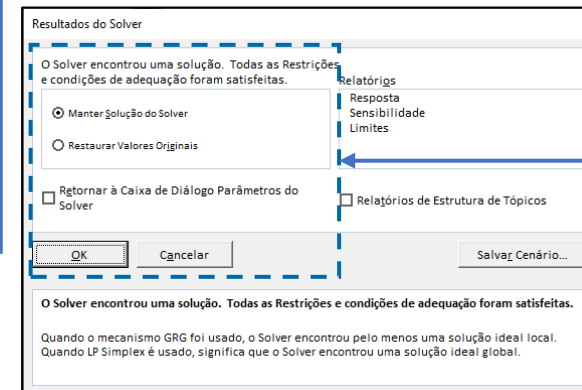 Resultados do Solver
O Solver encontrou uma solução. Todas as Restrições
e condições de adequação foram satisfeitas.
Manter Solução do Solver
Restaurar Valores Originais
Retornar à Caixa de Diálogo Parâmetros do
Solver
OK
Cancelar
Relatórios
Resposta
Sensibilidade
Limites
Relatórios de Estrutura de Tópicos
Salvar Cenário...
O Solver encontrou uma solução. Todas as Restrições e condições de adequação foram satisfeitas.
Quando o mecanismo GRG foi usado, o Solver encontrou pelo menos uma solução ideal local.
Quando LP Simplex é usado, significa que o Solver encontrou uma solução ideal global.